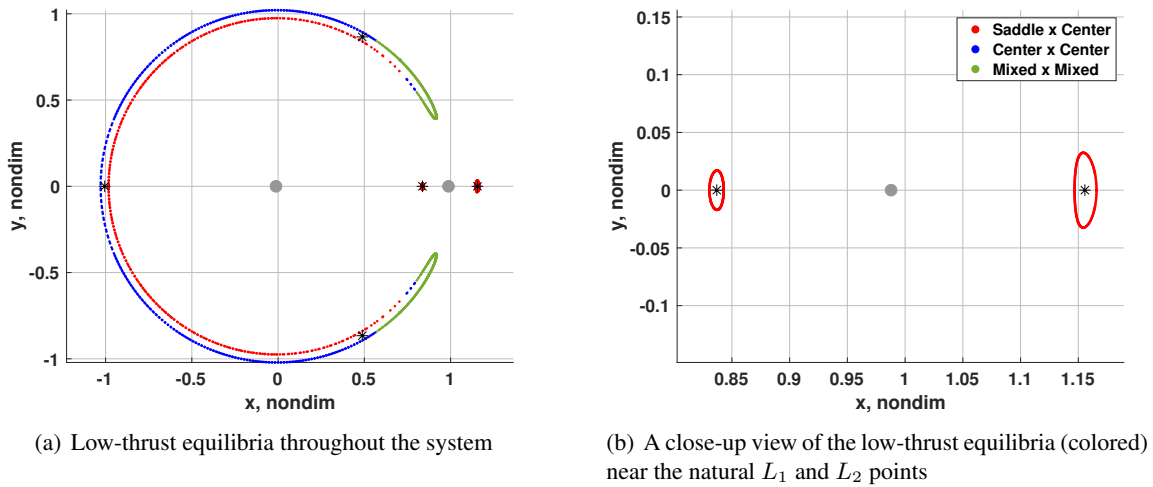 1
0.5
0
-0.5
-1
y, nondim
-1
-0.5
0
0.5
1
x, nondim
(a) Low-thrust equilibria throughout the system
0.15
0.1
0.05
0
-0.05
-0.1
y, nondim
Saddle x Center
Center x Center
Mixed x Mixed
0.85
0.9
0.95
1
1.05
1.1
1.15
x, nondim
(b) A close-up view of the low-thrust equilibria (colored)
near the natural L₁ and L₂ points